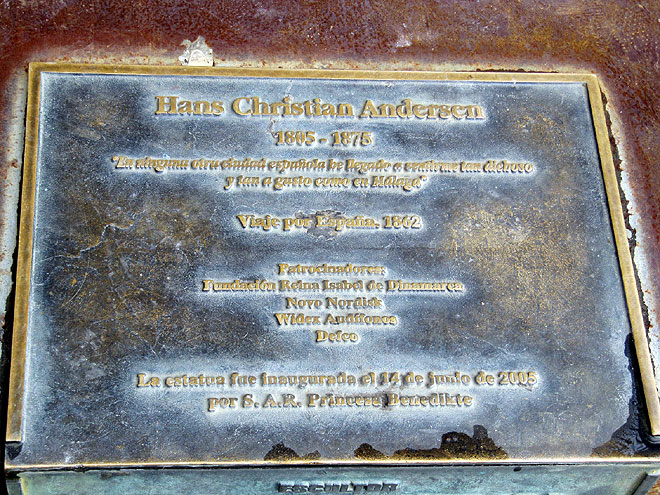 Hans Christian Andersen
1805 - 1875
"En ninguna otra ciudad española he llegado a sentirme tan dichoso
y tan a gusto como en Málaga"
Viaje por España. 1862
Patrocinadores:
Fundación Reina Isabel de Dinamarca
Novo Nordisk
Widex Audífonos
Defco
La estatua fue inaugurada el 14 de junio de 2005
por S. A.R. Princesa Benedikte
ESCULTOR